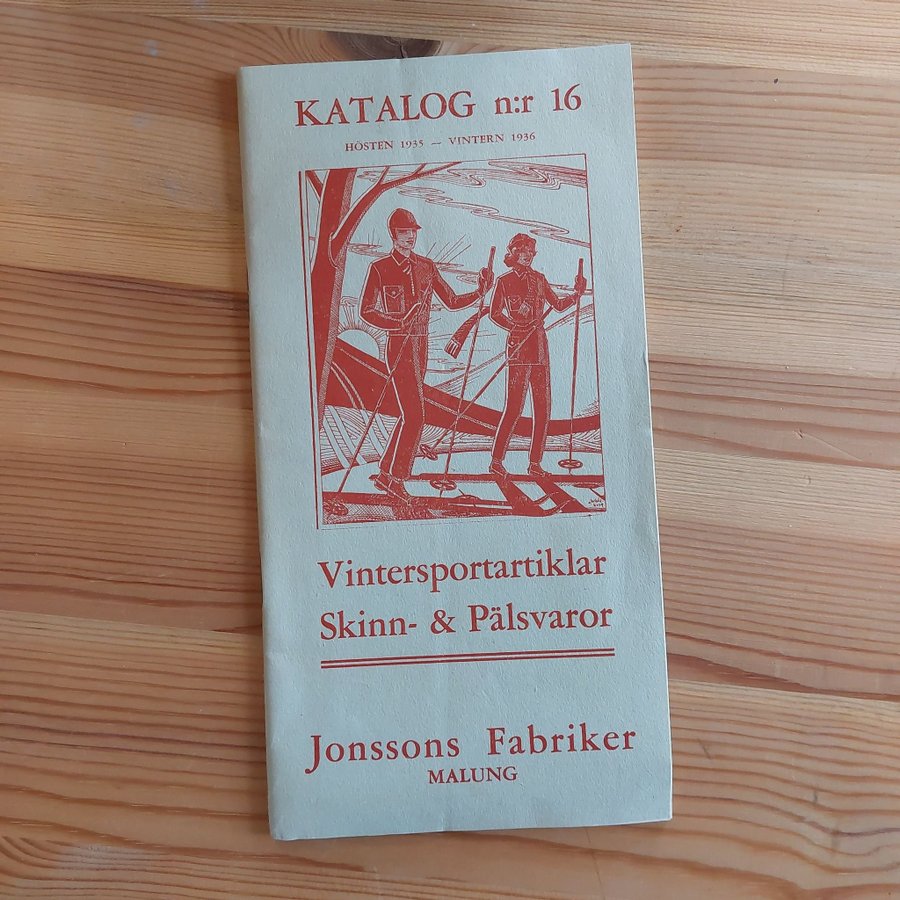 KATALOG n:r 16
HÖSTEN 1935 — VINTERN 1936
Vintersportartiklar
Skinn- & Pälsvaror
Jonssons Fabriker
MALUNG